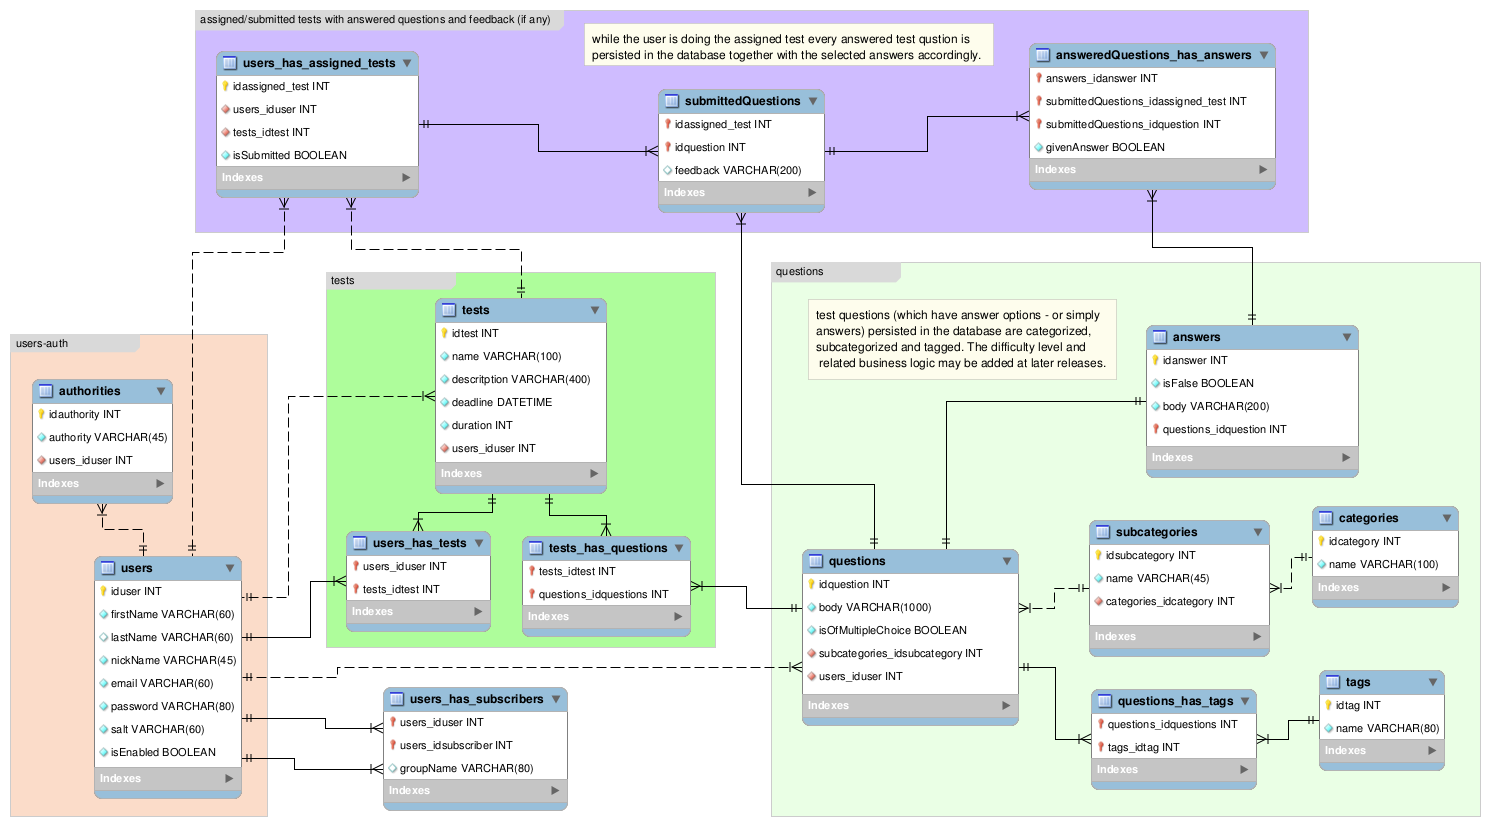 assigned/submitted tests with answered questions and feedback (if any)
while the user is doing the assigned test every answered test qustion is
persisted in the database together with the selected answers accordingly.
users_has_assigned_tests
idassigned_test INT
users_iduser INT
tests_idtest INT
isSubmitted BOOLEAN
Indexes
submittedQuestions
idassigned_test INT
idquestion INT
feedback VARCHAR(200)
Indexes
answeredQuestions_has_answers
answers_idanswer INT
submittedQuestions_idassigned_test INT
submittedQuestions_idquestion INT
givenAnswer BOOLEAN
Indexes
users-auth
authorities
idauthority INT
authority VARCHAR(45)
users_iduser INT
Indexes
users
iduser INT
firstName VARCHAR(60)
lastName VARCHAR(60)
nickName VARCHAR(45)
email VARCHAR(60)
password VARCHAR(80)
salt VARCHAR(60)
isEnabled BOOLEAN
Indexes
tests
tests
idtest INT
name VARCHAR(100)
descritption VARCHAR(400)
deadline DATETIME
duration INT
users_iduser INT
Indexes
users_has_tests
users_iduser INT
tests_idtest INT
Indexes
tests_has_questions
tests_idtest INT
questions_idquestions INT
Indexes
users_has_subscribers
users_iduser INT
users_idsubscriber INT
groupName VARCHAR(80)
Indexes
questions
test questions (which have answer options - or simply
answers) persisted in the database are categorized,
subcategorized and tagged. The difficulty level and
related business logic may be added at later releases.
answers
idanswer INT
isFalse BOOLEAN
body VARCHAR(200)
questions_idquestion INT
Indexes
questions
idquestion INT
body VARCHAR(1000)
isOfMultipleChoice BOOLEAN
subcategories_idsubcategory INT
users_iduser INT
Indexes
subcategories
idsubcategory INT
name VARCHAR(45)
categories_idcategory INT
Indexes
categories
idcategory INT
name VARCHAR(100)
Indexes
questions_has_tags
questions_idquestions INT
tags_idtag INT
Indexes
tags
idtag INT
name VARCHAR(80)
Indexes